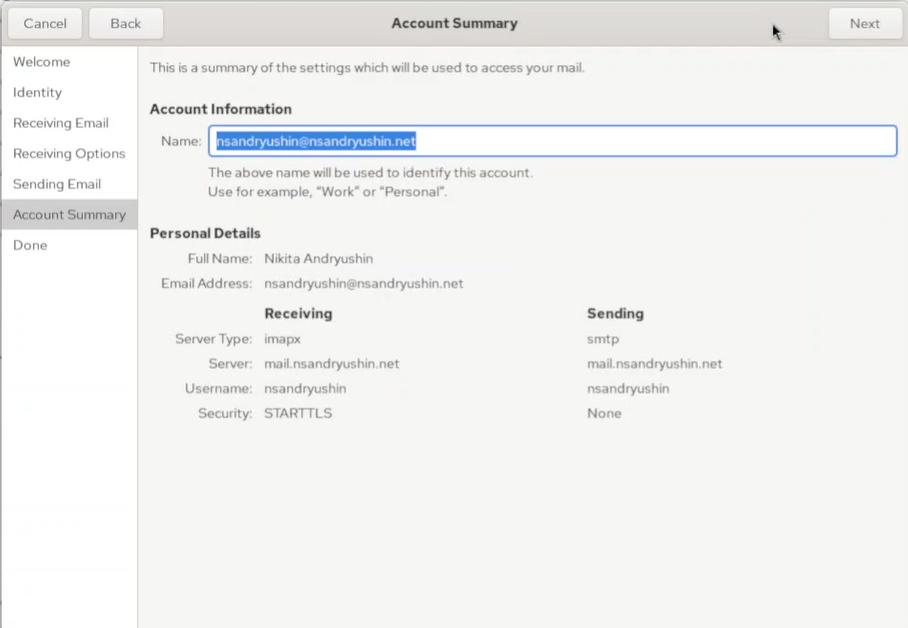 Cancel Back Account Summary Next
Welcome
Identity
Receiving Email
Receiving Options
Sending Email
Account Summary
Done
This is a summary of the settings which will be used to access your mail.
Account Information
Name: nsandryushin@nsandryushin.net
The above name will be used to identify this account.
Use for example, “Work” or “Personal”.
Personal Details
Full Name: Nikita Andryushin
Email Address: nsandryushin@nsandryushin.net
Receiving Sending
Server Type: imapx smtp
Server: mail.nsandryushin.net mail.nsandryushin.net
Username: nsandryushin nsandryushin
Security: STARTTLS None